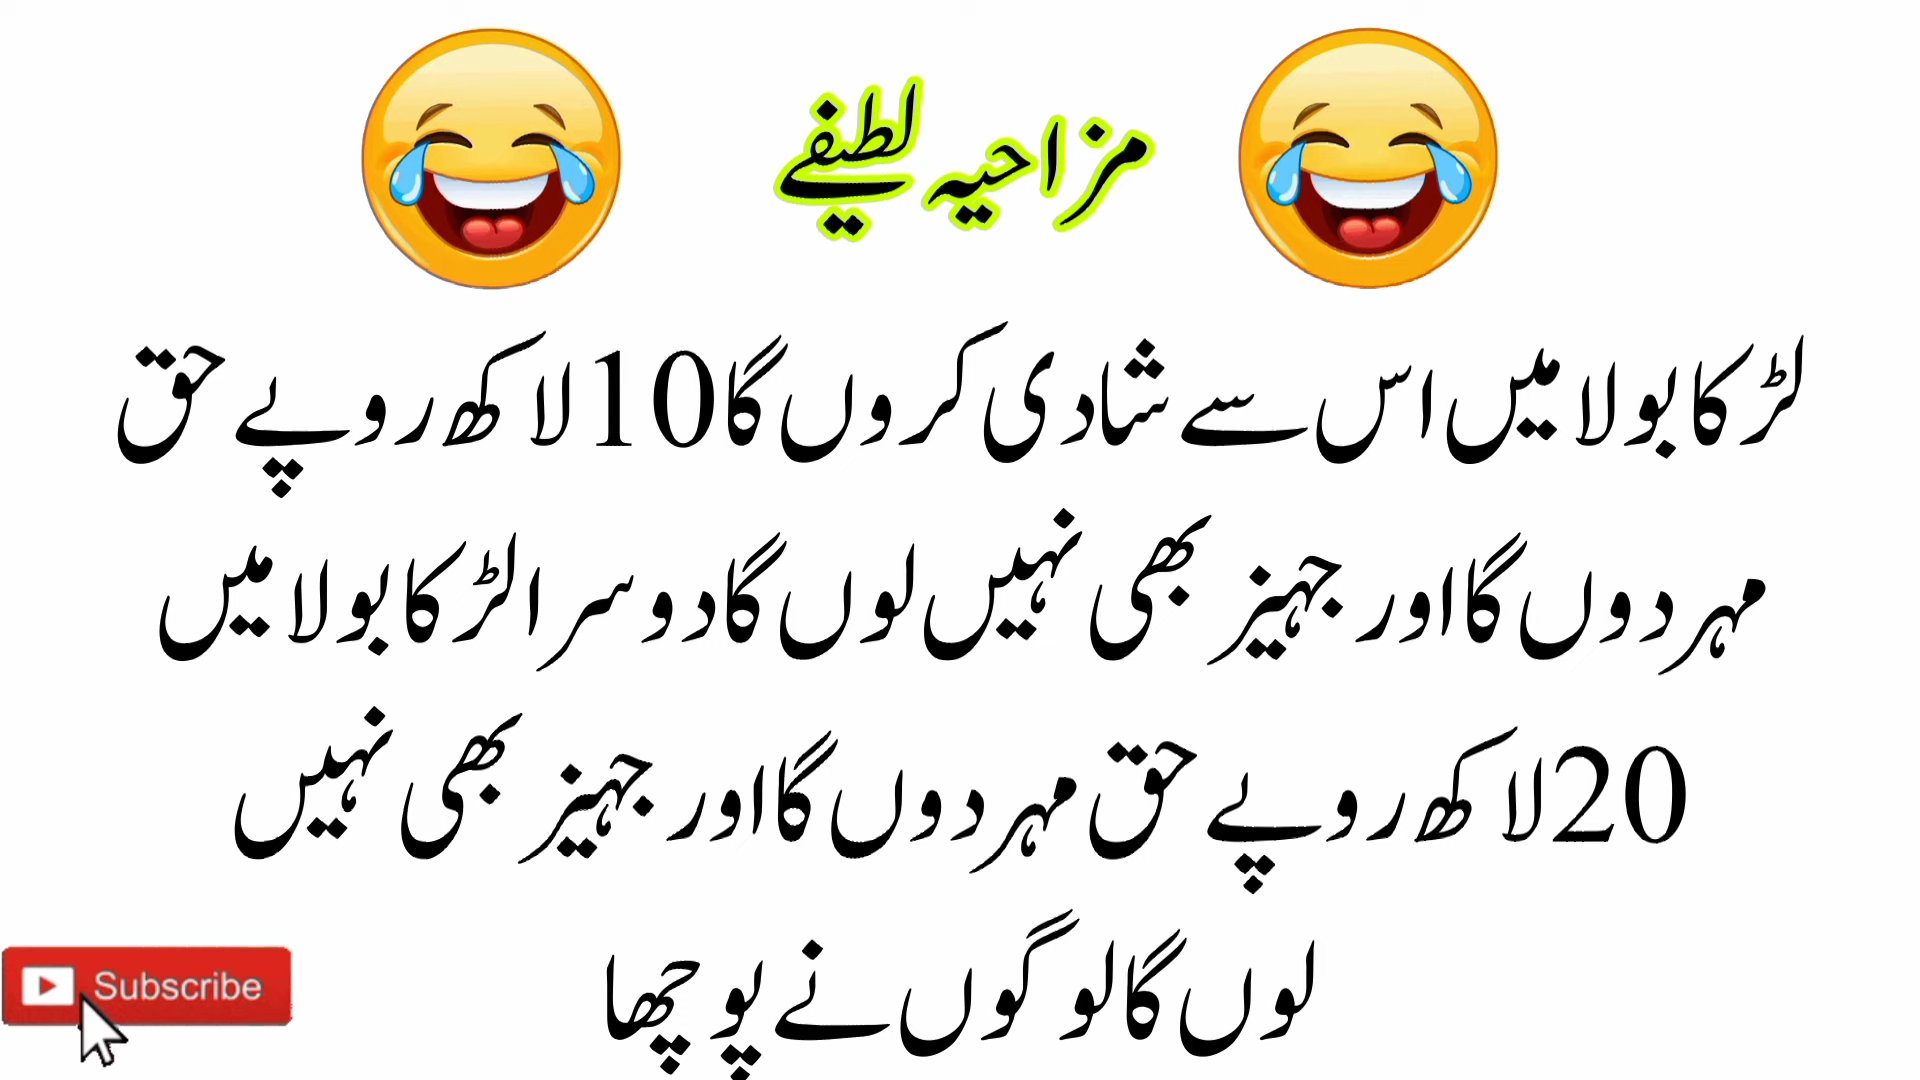 مزاحیہ لطیفے
لڑکا بولا میں اس سے شادی کروں گا 10 لاکھ روپے حق
مہر دوں گا اور جہیز بھی نہیں لوں گا دوسرا لڑکا بولا میں
20 لاکھ روپے حق مہر دوں گا اور جہیز بھی نہیں
لوں گا لوگوں نے پوچھا
Subscribe